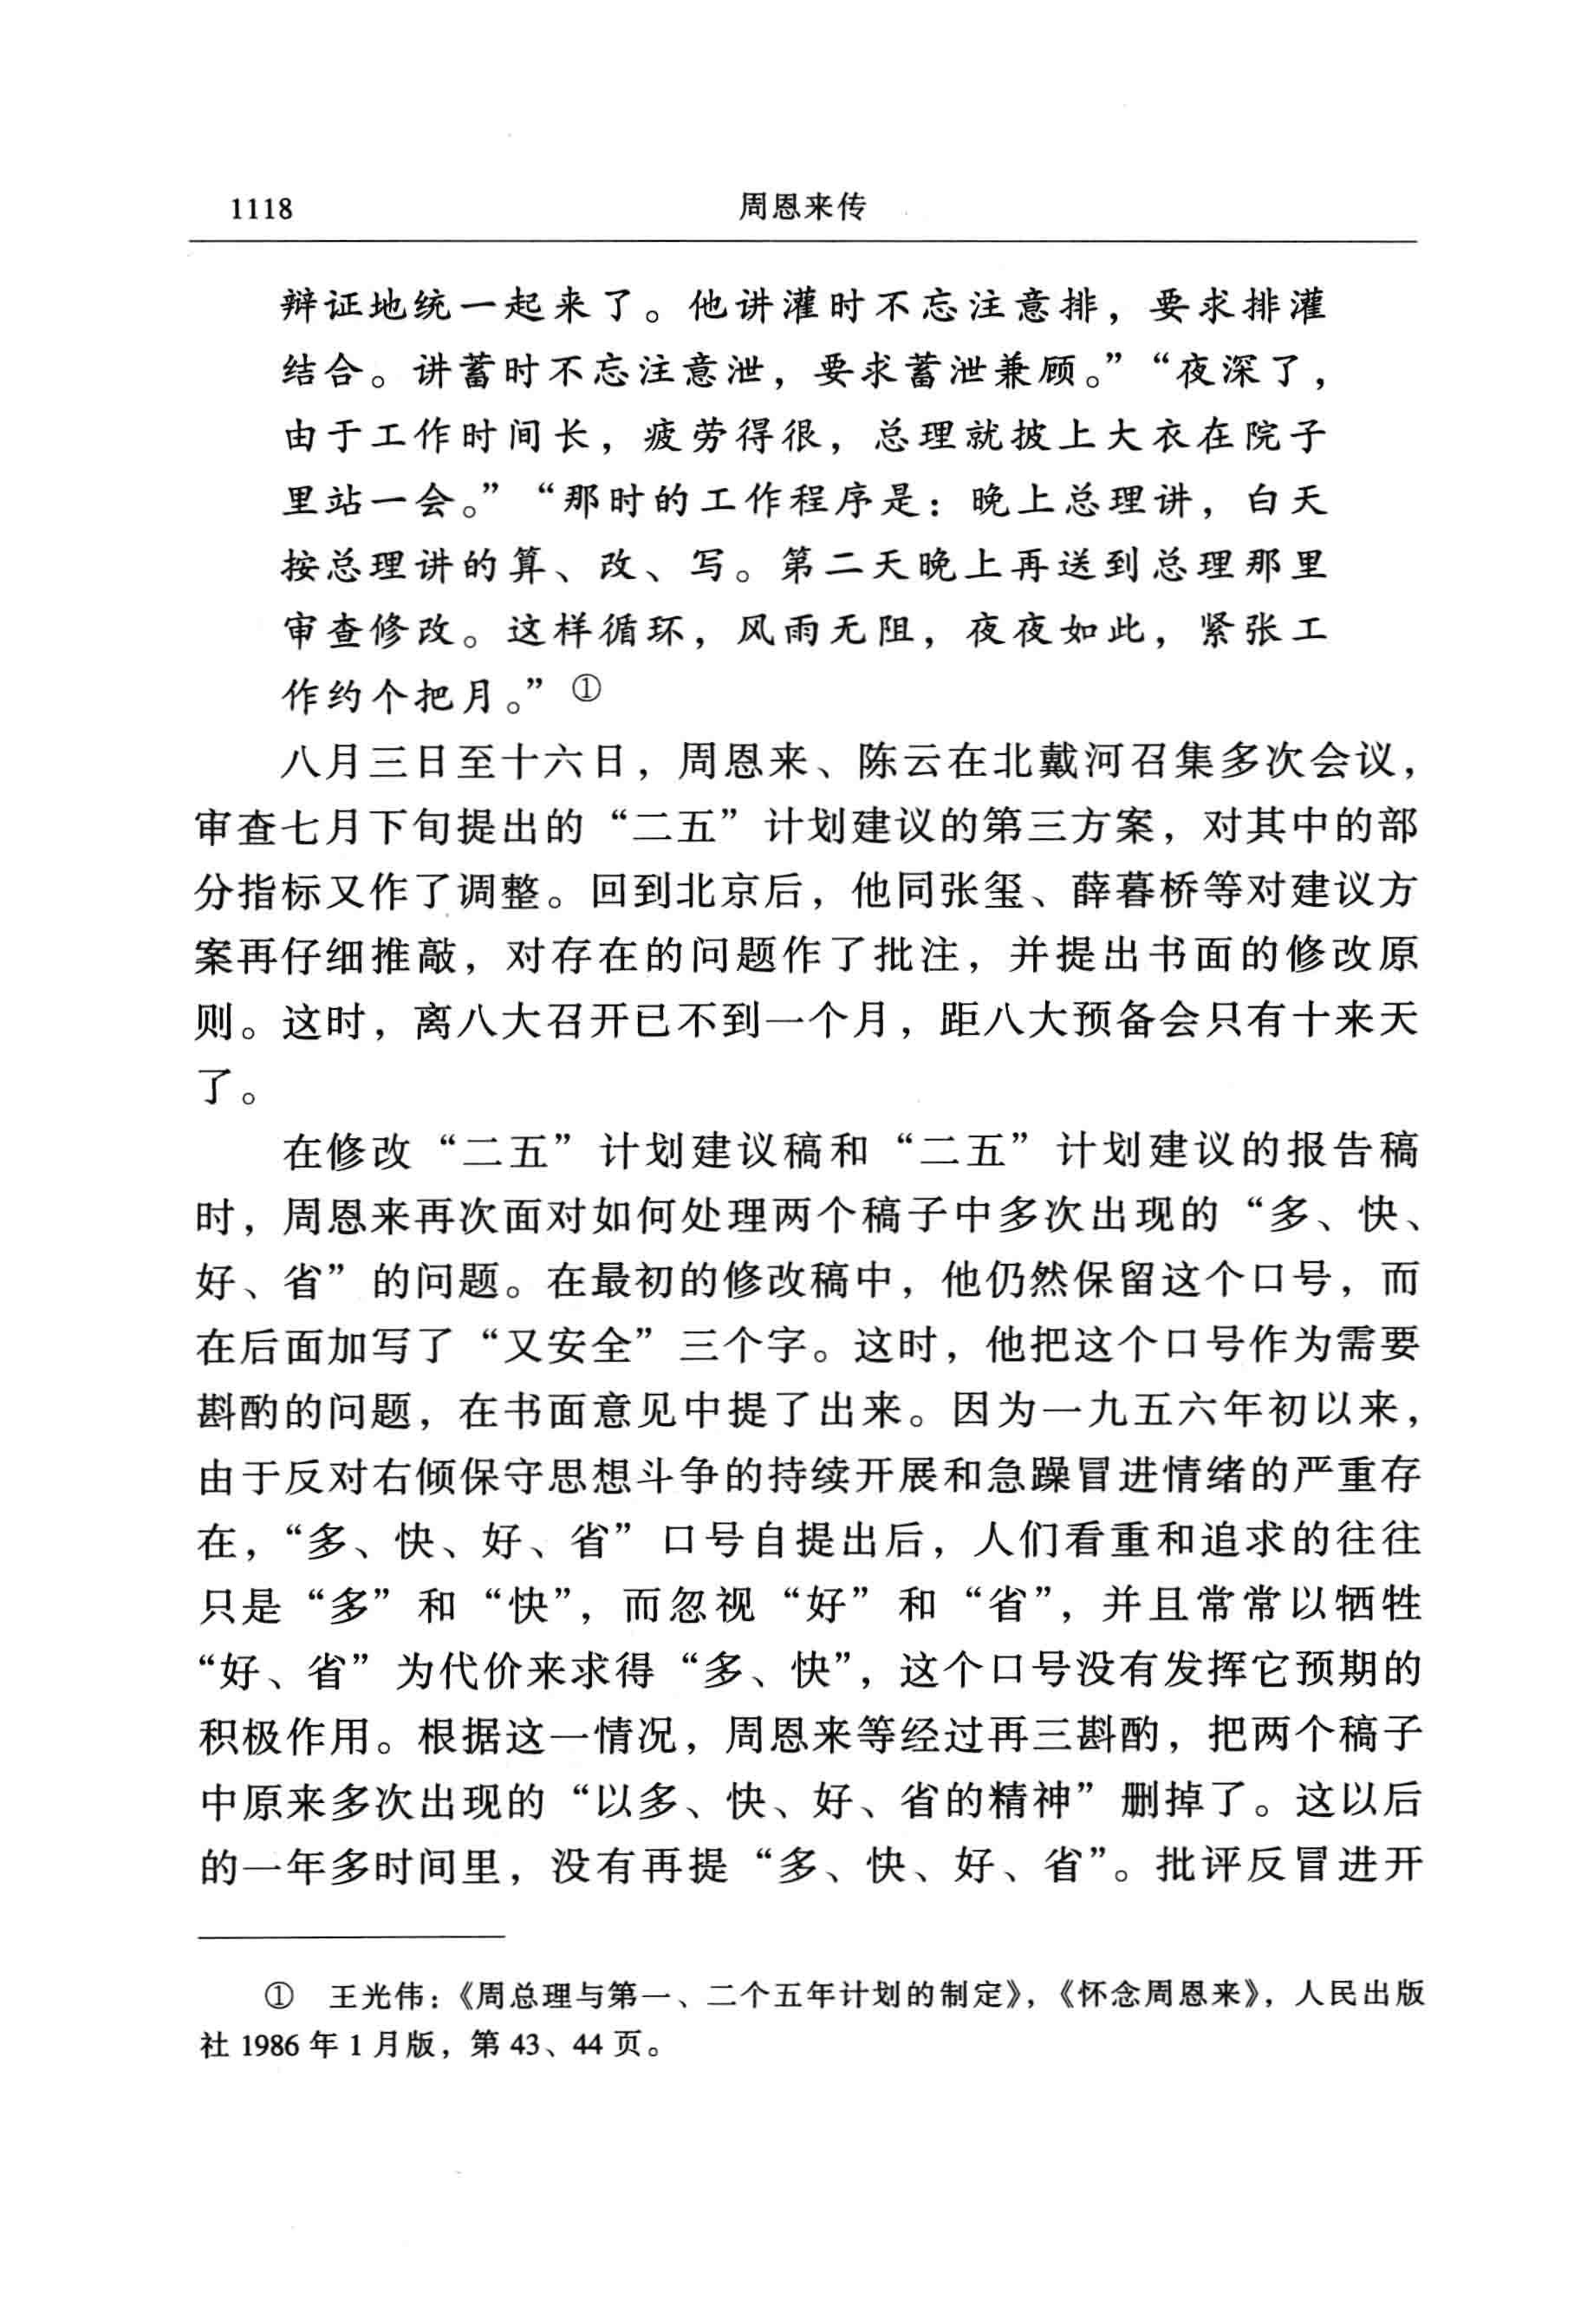 1118
周恩来传
辩证地统一起来了。他讲灌时不忘注意排，要求排灌
结合。讲蓄时不忘注意泄，要求蓄泄兼顾。”“夜深了，
由于工作时间长，疲劳得很，总理就披上大衣在院子
里站一会。”“那时的工作程序是：晚上总理讲，白天
按总理讲的算、改、写。第二天晚上再送到总理那里
审查修改。这样循环，风雨无阻，夜夜如此，紧张工
作约个把月。”①
八月三日至十六日，周恩来、陈云在北戴河召集多次会议，
审查七月下旬提出的“二五”计划建议的第三方案，对其中的部
分指标又作了调整。回到北京后，他同张玺、薛暮桥等对建议方
案再仔细推敲，对存在的问题作了批注，并提出书面的修改原
则。这时，离八大召开已不到一个月，距八大预备会只有十来天
了。
在修改“二五”计划建议稿和“二五”计划建议的报告稿
时，周恩来再次面对如何处理两个稿子中多次出现的“多、快、
好、省”的问题。在最初的修改稿中，他仍然保留这个口号，而
在后面加写了“又安全”三个字。这时，他把这个口号作为需要
斟酌的问题，在书面意见中提了出来。因为一九五六年初以来，
由于反对右倾保守思想斗争的持续开展和急躁冒进情绪的严重存
在，“多、快、好、省”口号自提出后，人们看重和追求的往往
只是“多”和“快”，而忽视“好”和“省”，并且常常以牺牲
“好、省”为代价来求得“多、快”，这个口号没有发挥它预期的
积极作用。根据这一情况，周恩来等经过再三斟酌，把两个稿子
中原来多次出现的“以多、快、好、省的精神”删掉了。这以后
的一年多时间里，没有再提“多、快、好、省”。批评反冒进开
① 王光伟：《周总理与第一、二个五年计划的制定》，《怀念周恩来》，人民出版
社 1986 年 1 月版，第 43、44 页。